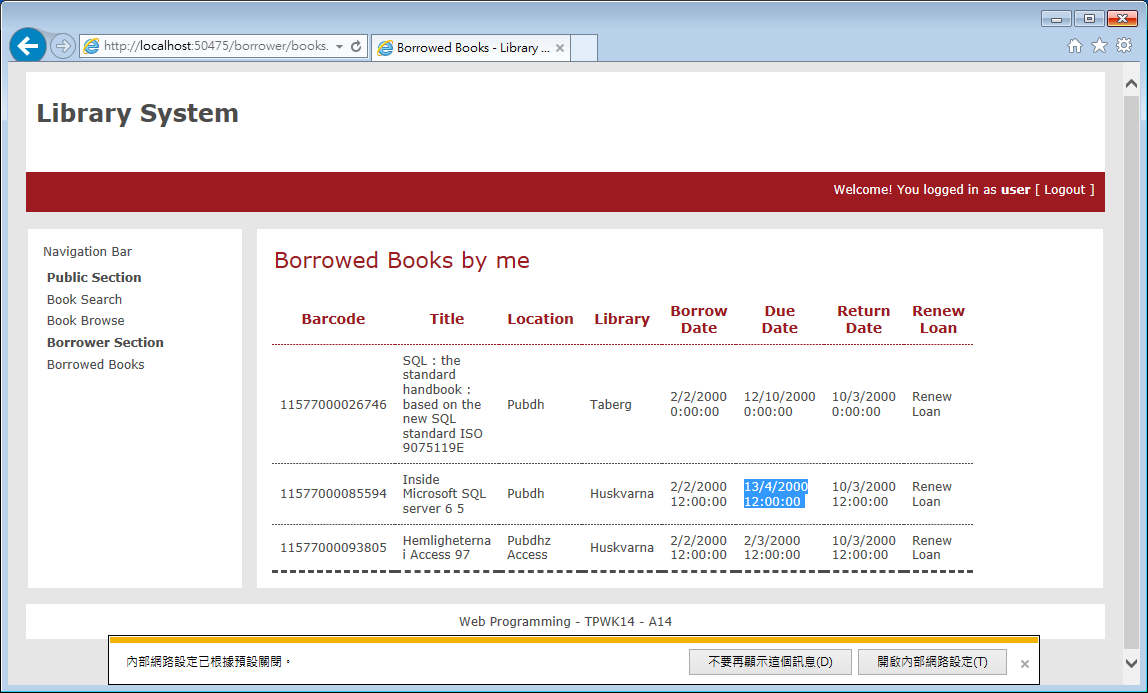 http://localhost:50475/borrower/books.
Borrowed Books - Library ...
Library System
Welcome! You logged in as user [ Logout ]
Navigation Bar
Public Section
Book Search
Book Browse
Borrower Section
Borrowed Books
Borrowed Books by me
Barcode Title Location Library Borrow Date Due Date Return Date Renew Loan
11577000026746
SQL : the
standard
handbook :
based on the
new SQL
standard ISO
9075119E
Pubdh
Taberg
2/2/2000
0:00:00
12/10/2000
0:00:00
10/3/2000
0:00:00
Renew
Loan
11577000085594
Inside
Microsoft SQL
server 6 5
Pubdh
Huskvarna
2/2/2000
12:00:00
13/4/2000
12:00:00
10/3/2000
12:00:00
Renew
Loan
11577000093805
Hemligheterna
i Access 97
Pubdhz
Access
Huskvarna
2/2/2000
12:00:00
2/3/2000
12:00:00
10/3/2000
12:00:00
Renew
Loan
Web Programming - TPWK14 - A14
內部網路設定已根據預設關閉。
不要再顯示這個訊息(D)
開啟內部網路設定(T)